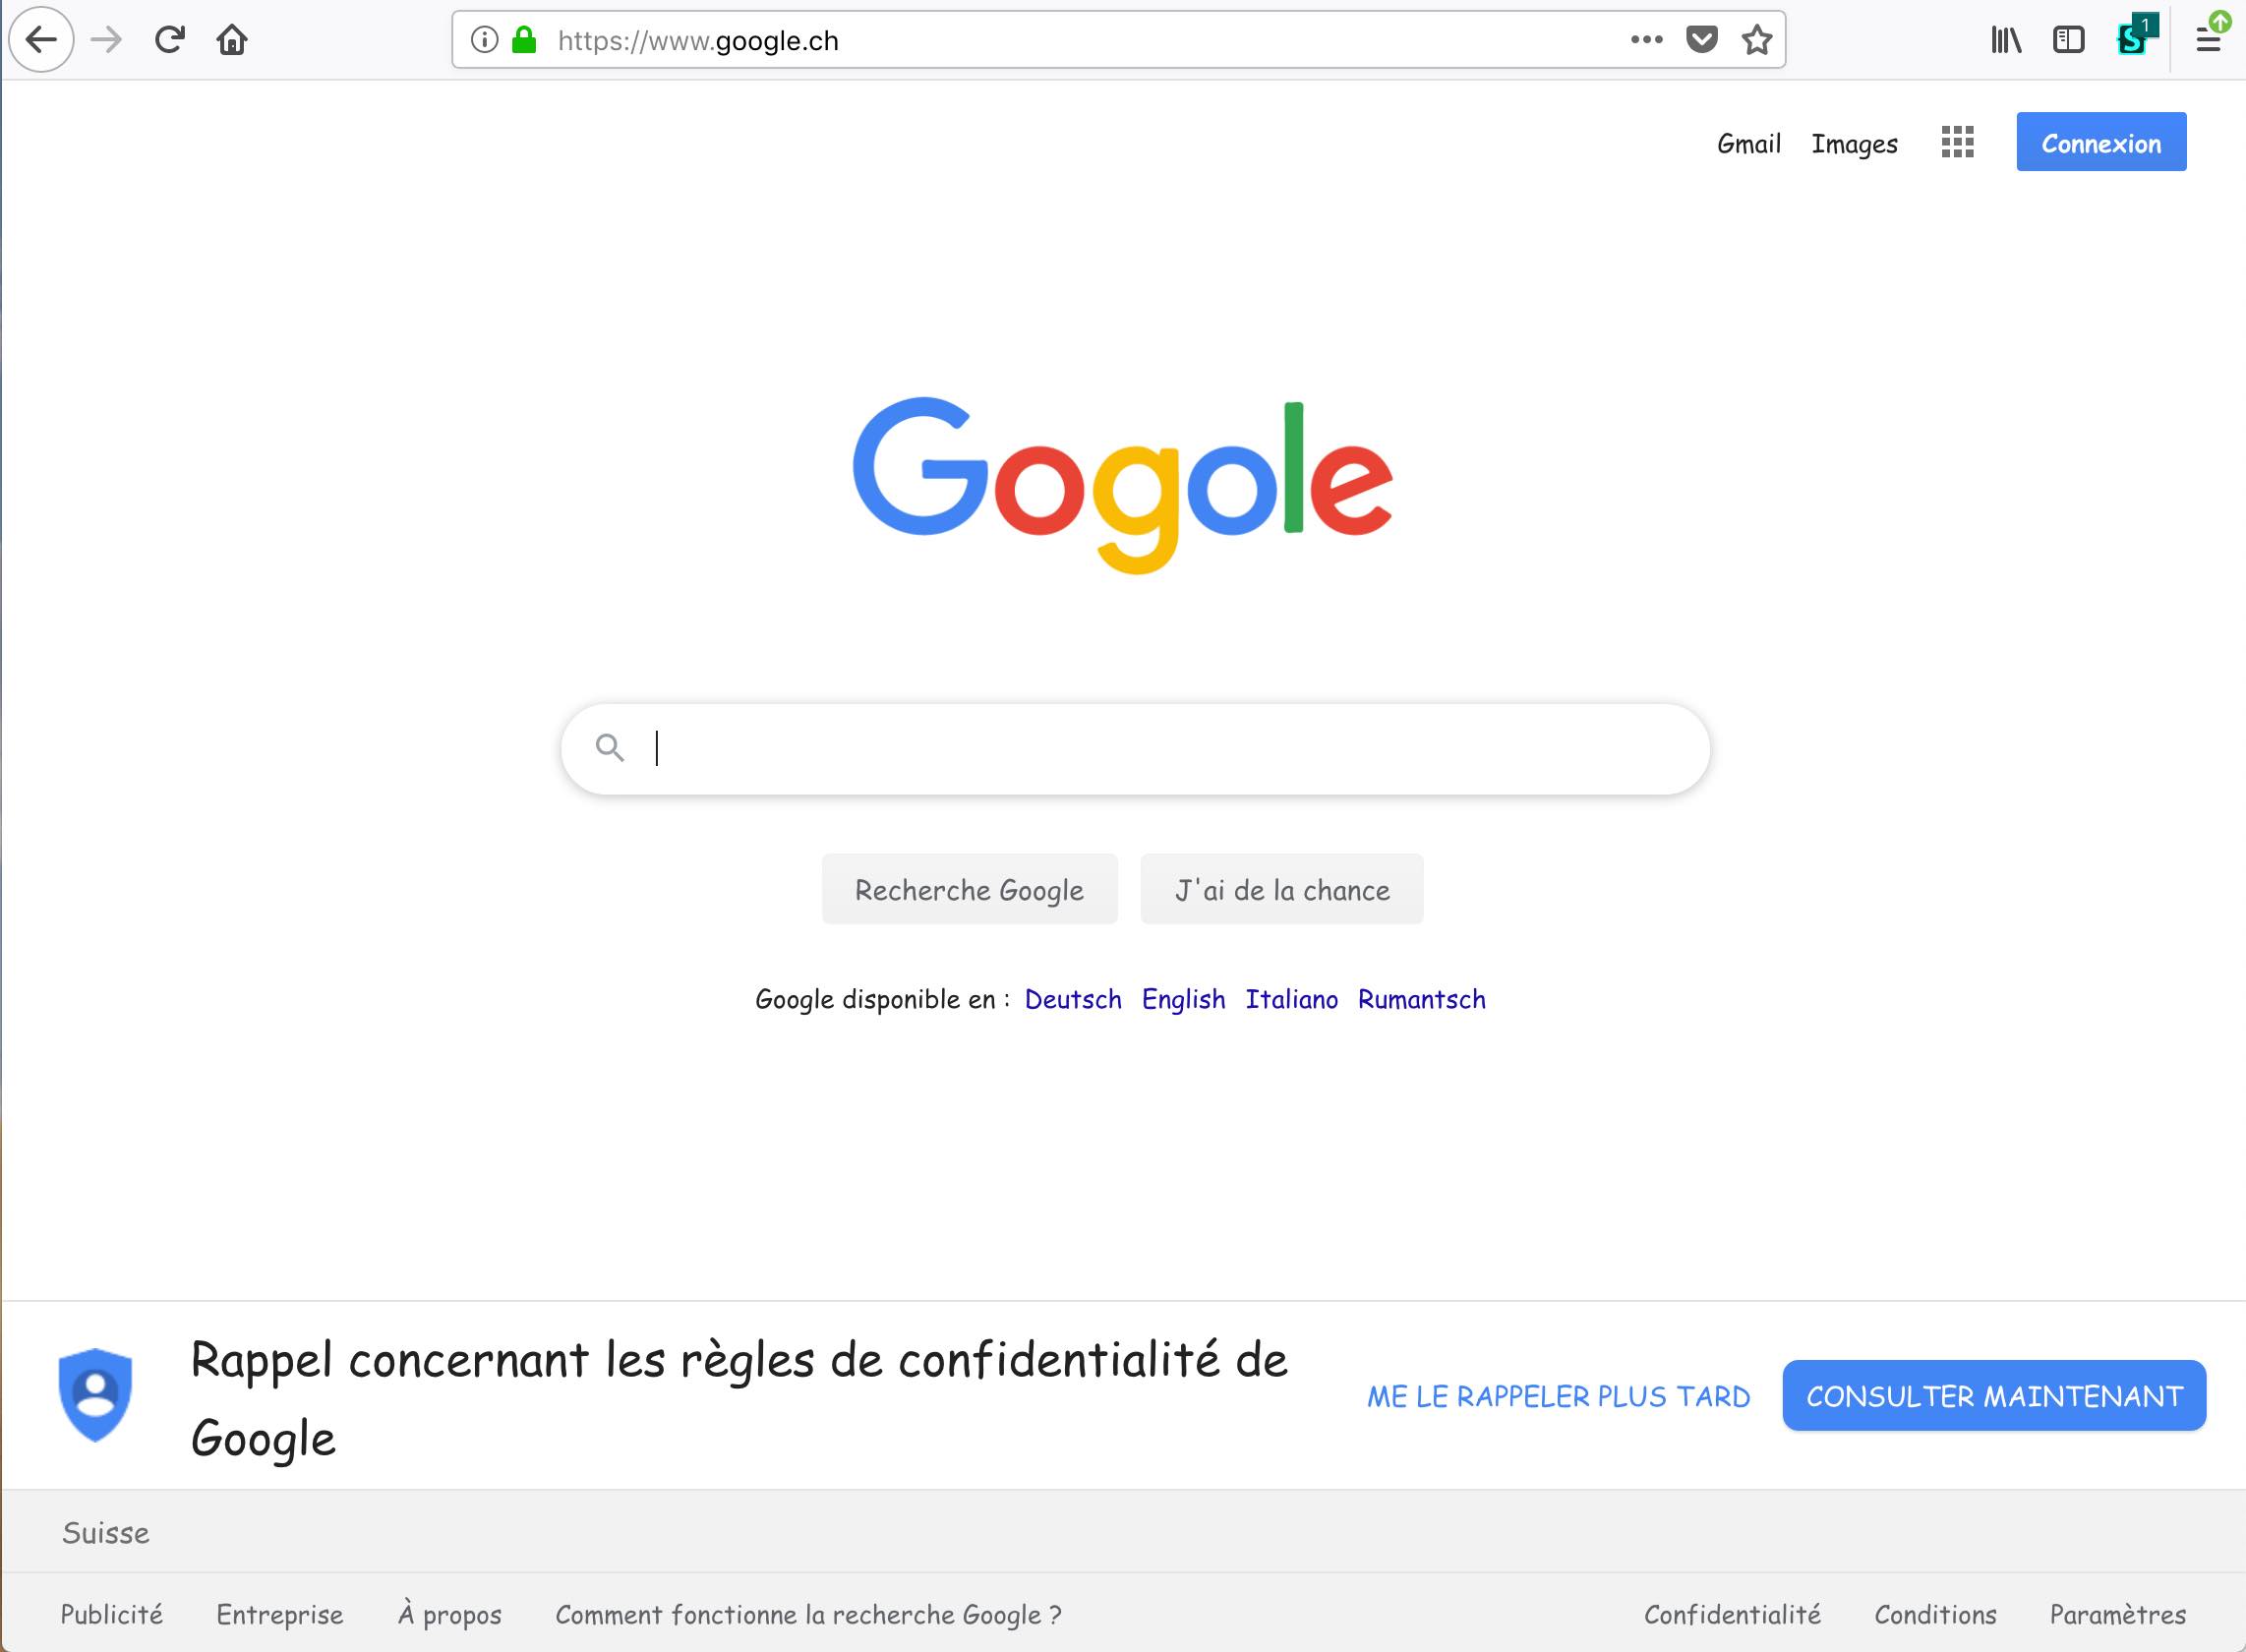 https://www.google.ch
1
Gmail Images Connexion
Gogole
Recherche Google J'ai de la chance
Google disponible en : Deutsch English Italiano Rumantsch
Rappel concernant les règles de confidentialité de
Google
ME LE RAPPELER PLUS TARD CONSULTER MAINTENANT
Suisse
Publicité Entreprise À propos Comment fonctionne la recherche Google ? Confidentialité Conditions Paramètres